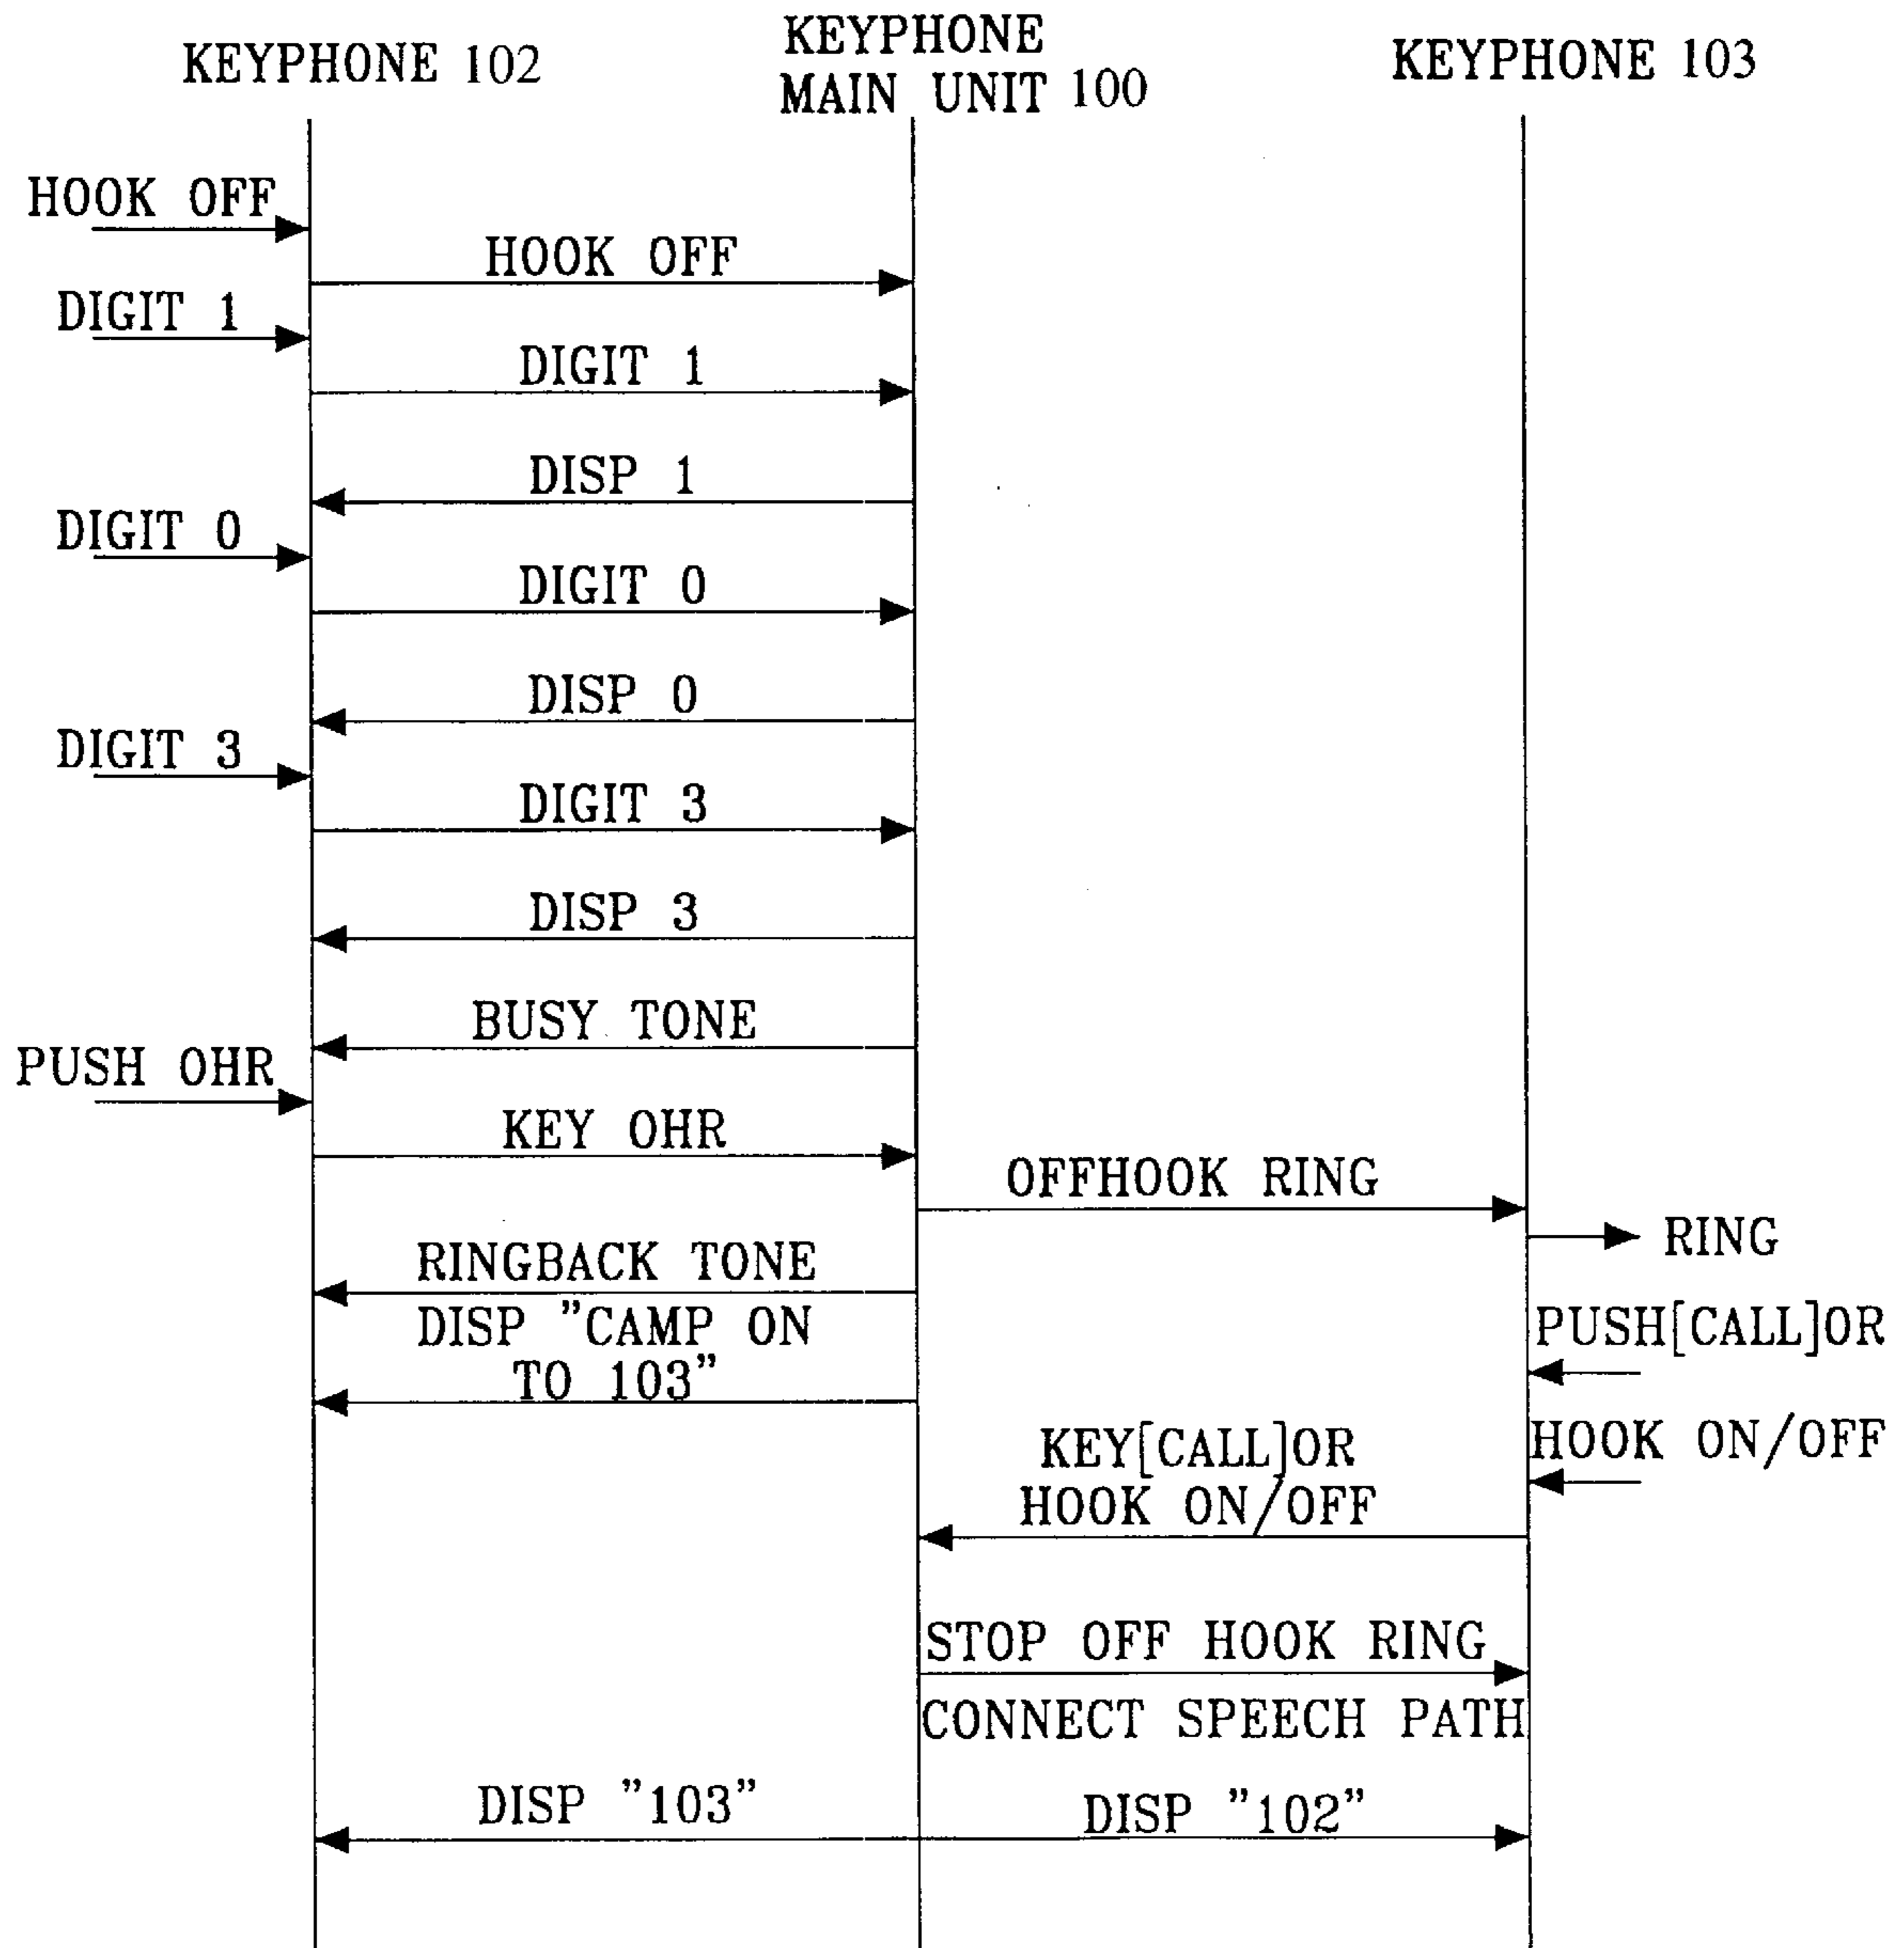 KEYPHONE 102
KEYPHONE
MAIN UNIT 100
KEYPHONE 103
HOOK OFF
HOOK OFF
DIGIT 1
DIGIT 1
DISP 1
DIGIT 0
DIGIT 0
DISP 0
DIGIT 3
DIGIT 3
DISP 3
BUSY TONE
PUSH OHR
KEY OHR
OFFHOOK RING
RING
RINGBACK TONE
DISP "CAMP ON
TO 103"
PUSH[CALL]OR
HOOK ON/OFF
KEY[CALL]OR
HOOK ON/OFF
STOP OFF HOOK RING
CONNECT SPEECH PATH
DISP "103"
DISP "102"